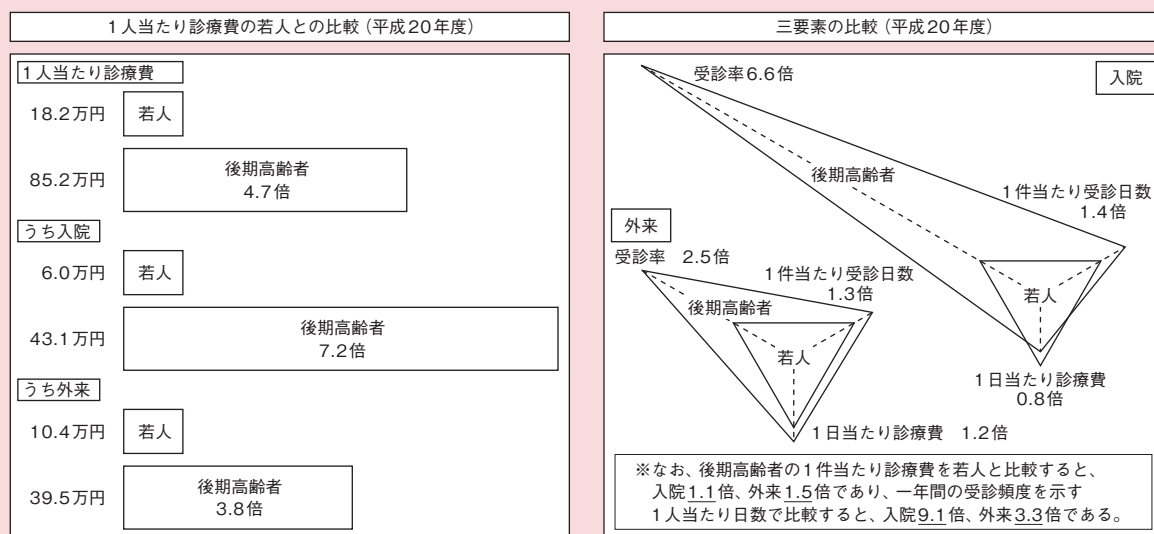 1人当たり診療費の若人との比較(平成20年度)
1人当たり診療費
18.2万円
若人
85.2万円
後期高齢者
4.7倍
うち入院
6.0万円
若人
43.1万円
後期高齢者
7.2倍
うち外来
10.4万円
若人
39.5万円
後期高齢者
3.8倍
三要素の比較(平成20年度)
入院
受診率6.6倍
後期高齢者
1件当たり受診日数
1.4倍
若人
1日当たり診療費
0.8倍
外来
受診率 2.5倍
1件当たり受診日数
1.3倍
後期高齢者
若人
1日当たり診療費 1.2倍
※なお、後期高齢者の1件当たり診療費を若人と比較すると、
入院1.1倍、外来1.5倍であり、一年間の受診頻度を示す
1人当たり日数で比較すると、入院9.1倍、外来3.3倍である。